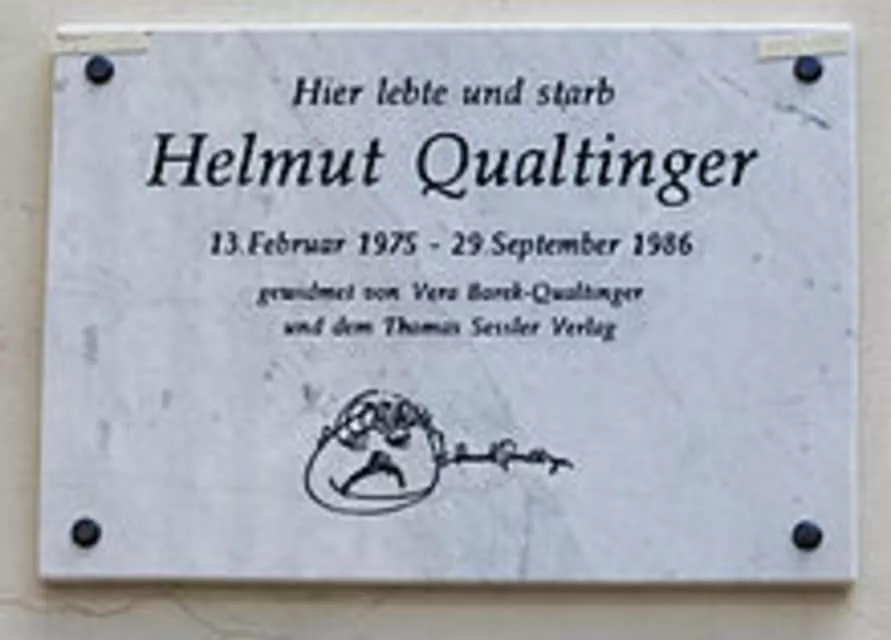 Hier lebte und starb
Helmut Qualtinger
13.Februar 1975 - 29.September 1986
gewidmet von Vera Borek-Qualtinger
und dem Thomas Sessler Verlag